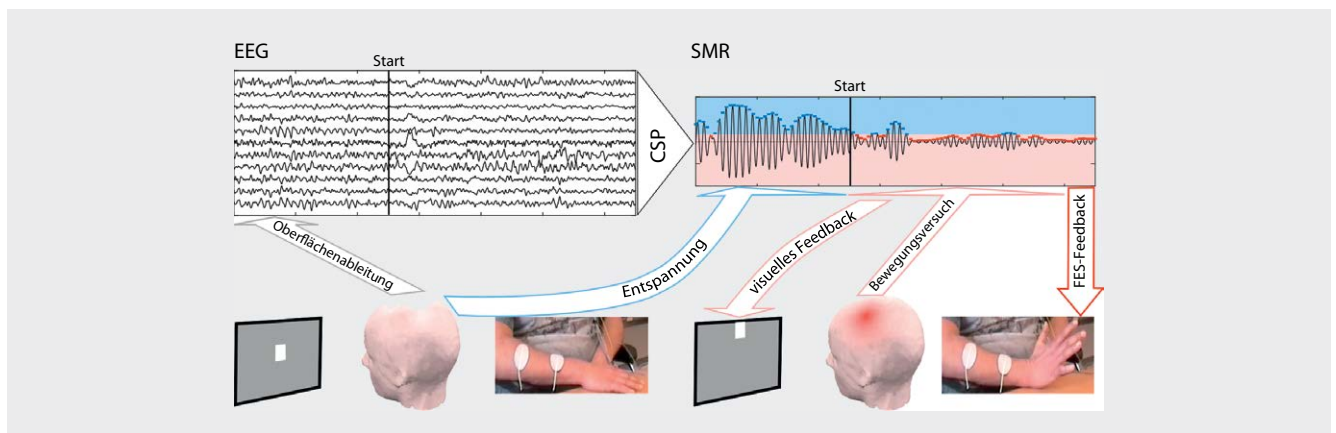 EEG
Start
CSP
SMR
Start
Oberflächenableitung
Entspannung
visuelles Feedback
Bewegungsversuch
FES-Feedback